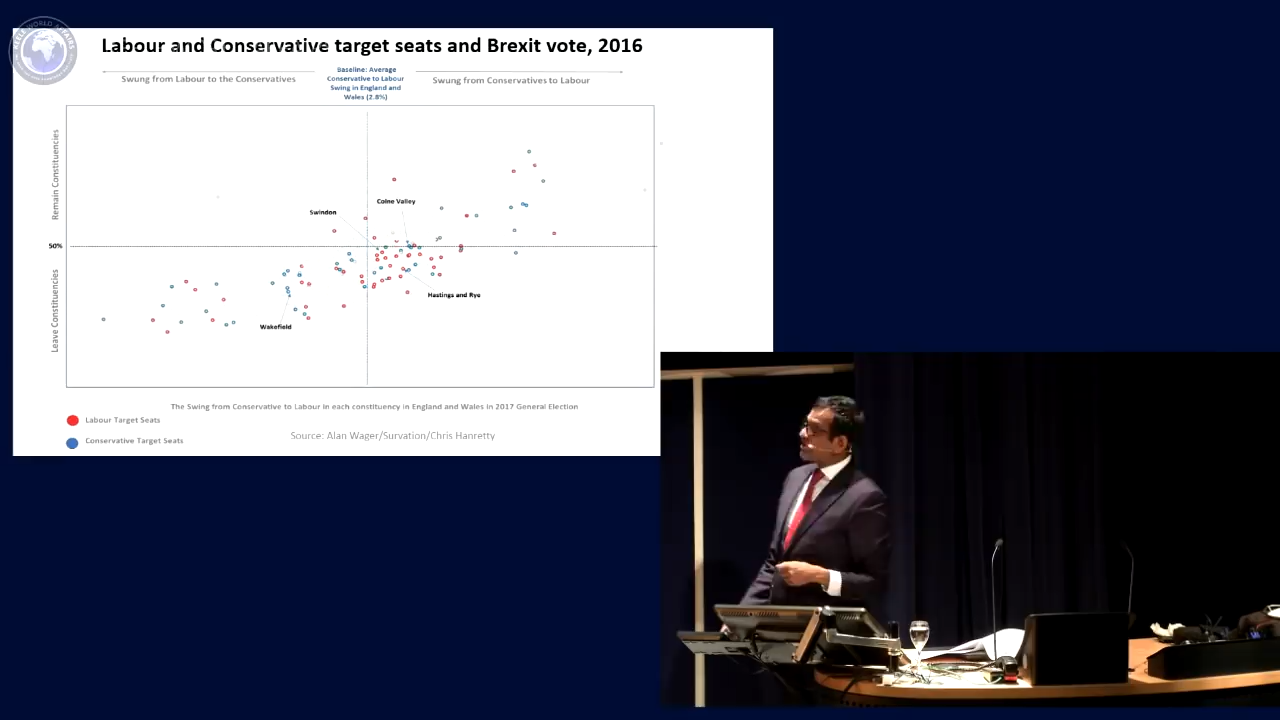 KEELE WORLD AFFAIRS
Labour and Conservative target seats and Brexit vote, 2016
Swung from Labour to the Conservatives
Baseline: Average
Conservative to Labour
Swing in England and
Wales (2.8%)
Swung from Conservatives to Labour
Remain Constituencies
50%
Leave Constituencies
Swindon
Colne Valley
Hastings and Rye
Wakefield
The Swing from Conservative to Labour in each constituency in England and Wales in 2017 General Election
Labour Target Seats
Conservative Target Seats
Source: Alan Wager/Survation/Chris Hanretty